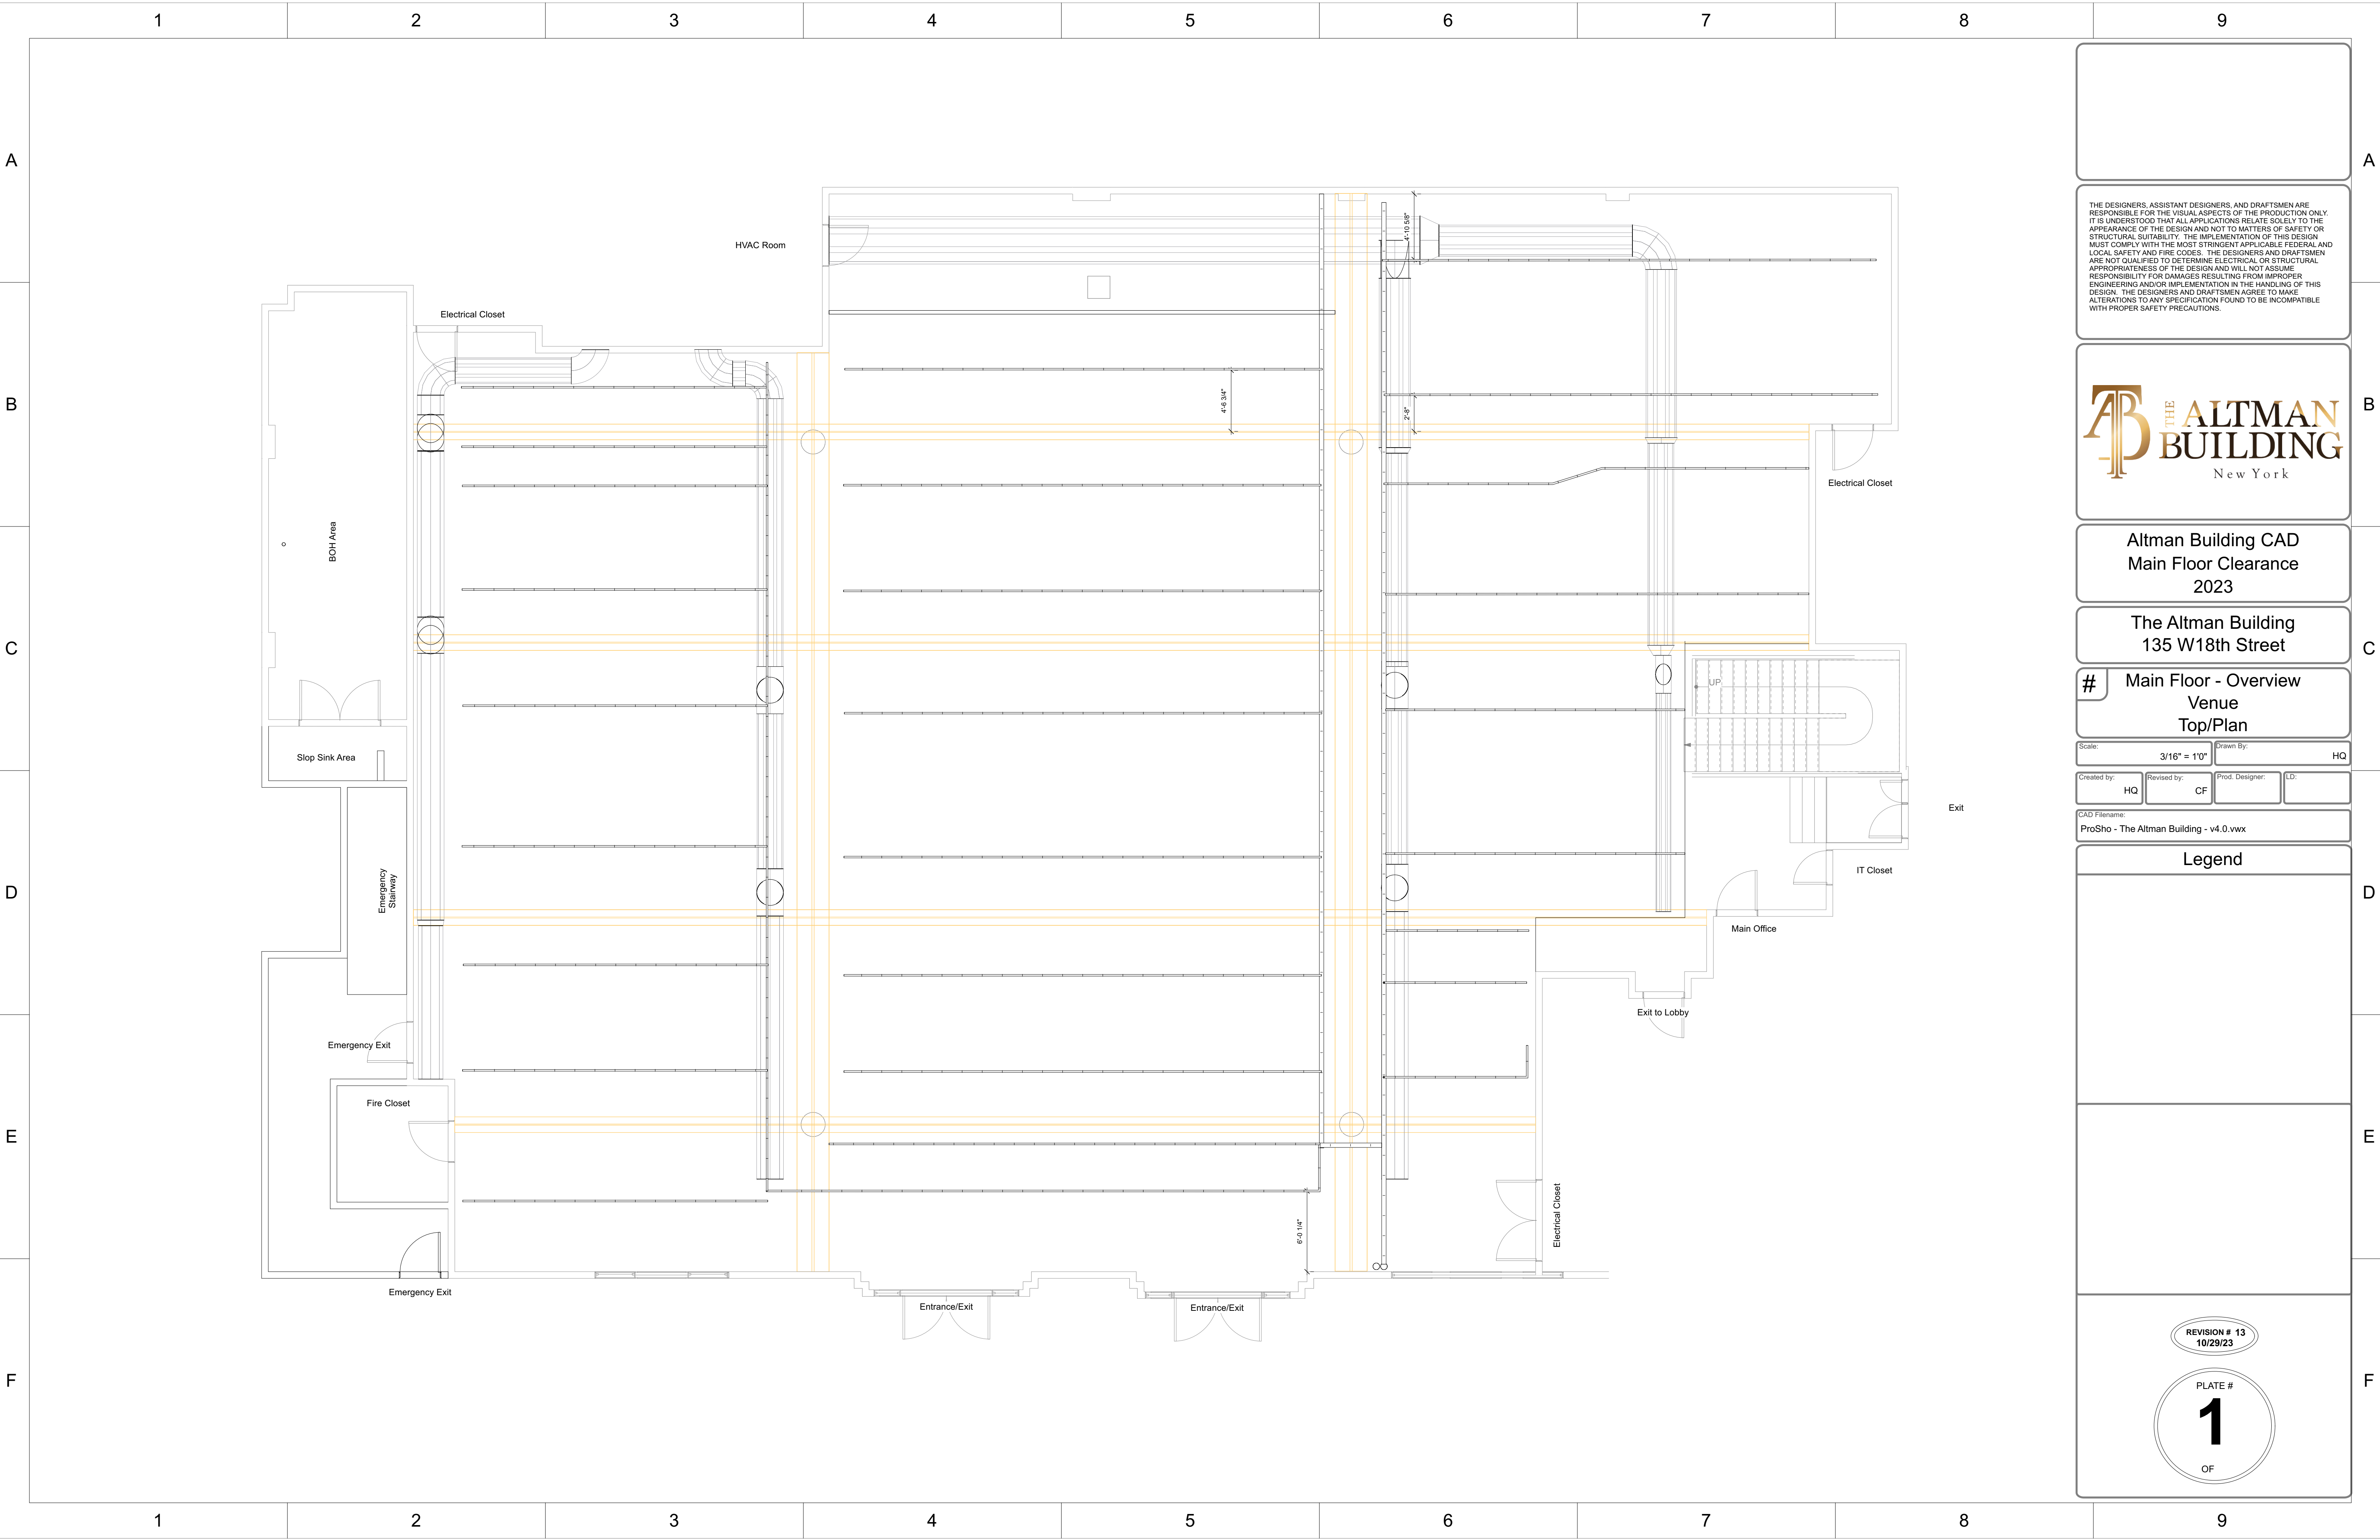 1 2 3 4 5 6 7 8 9
A
B
C
D
E
F
A
B
C
D
E
F
HVAC Room
Electrical Closet
4'-10 5/8"
4'-6 3/4"
2'-8"
Electrical Closet
BOH Area
UP
Slop Sink Area
Exit
IT Closet
Emergency
Stairway
Main Office
Exit to Lobby
Emergency Exit
Fire Closet
Electrical Closet
6'-0 1/4"
Emergency Exit
Entrance/Exit
Entrance/Exit
THE DESIGNERS, ASSISTANT DESIGNERS, AND DRAFTSMEN ARE
RESPONSIBLE FOR THE VISUAL ASPECTS OF THE PRODUCTION ONLY.
IT IS UNDERSTOOD THAT ALL APPLICATIONS RELATE SOLELY TO THE
APPEARANCE OF THE DESIGN AND NOT TO MATTERS OF SAFETY OR
STRUCTURAL SUITABILITY. THE IMPLEMENTATION OF THIS DESIGN
MUST COMPLY WITH THE MOST STRINGENT APPLICABLE FEDERAL AND
LOCAL SAFETY AND FIRE CODES. THE DESIGNERS AND DRAFTSMEN
ARE NOT QUALIFIED TO DETERMINE ELECTRICAL OR STRUCTURAL
APPROPRIATENESS OF THE DESIGN AND WILL NOT ASSUME
RESPONSIBILITY FOR DAMAGES RESULTING FROM IMPROPER
ENGINEERING AND/OR IMPLEMENTATION IN THE HANDLING OF THIS
DESIGN. THE DESIGNERS AND DRAFTSMEN AGREE TO MAKE
ALTERATIONS TO ANY SPECIFICATION FOUND TO BE INCOMPATIBLE
WITH PROPER SAFETY PRECAUTIONS.
THE ALTMAN
BUILDING
New York
Altman Building CAD
Main Floor Clearance
2023
The Altman Building
135 W18th Street
# Main Floor - Overview
Venue
Top/Plan
Scale: 3/16" = 1'0" Drawn By: HQ
Created by: HQ Revised by: CF Prod. Designer: LD:
CAD Filename:
ProSho - The Altman Building - v4.0.vwx
Legend
REVISION # 13
10/29/23
PLATE #
1
OF
1 2 3 4 5 6 7 8 9